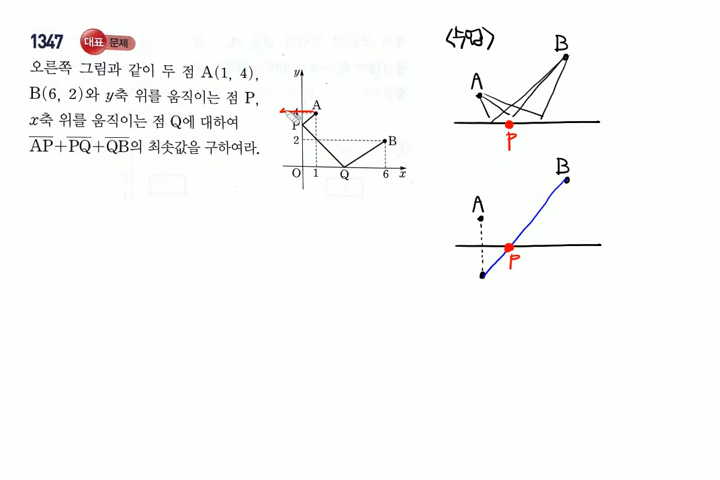 1347 대표 문제
오른쪽 그림과 같이 두 점 A(1, 4),
B(6, 2)와 y축 위를 움직이는 점 P,
x축 위를 움직이는 점 Q에 대하여
AP+PQ+QB의 최솟값을 구하여라.
y
4 A
P
2 B
O 1 Q 6 x
B
A
P
B
A
P